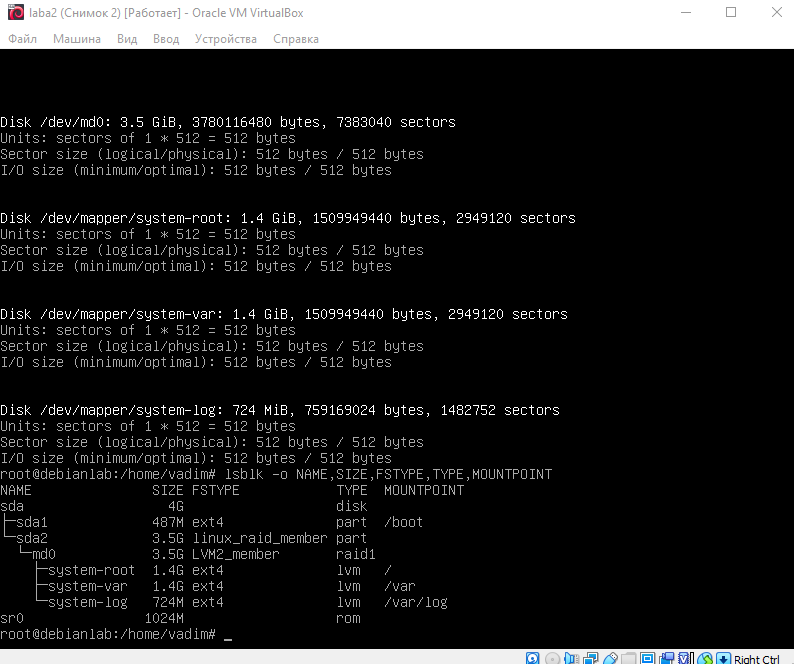 laba2 (Снимок 2) [Работает] - Oracle VM VirtualBox
Файл Машина Вид Ввод Устройства Справка
Disk /dev/md0: 3.5 GiB, 3780116480 bytes, 7383040 sectors
Units: sectors of 1 * 512 = 512 bytes
Sector size (logical/physical): 512 bytes / 512 bytes
I/O size (minimum/optimal): 512 bytes / 512 bytes
Disk /dev/mapper/system-root: 1.4 GiB, 1509949440 bytes, 2949120 sectors
Units: sectors of 1 * 512 = 512 bytes
Sector size (logical/physical): 512 bytes / 512 bytes
I/O size (minimum/optimal): 512 bytes / 512 bytes
Disk /dev/mapper/system-var: 1.4 GiB, 1509949440 bytes, 2949120 sectors
Units: sectors of 1 * 512 = 512 bytes
Sector size (logical/physical): 512 bytes / 512 bytes
I/O size (minimum/optimal): 512 bytes / 512 bytes
Disk /dev/mapper/system-log: 724 MiB, 759169024 bytes, 1482752 sectors
Units: sectors of 1 * 512 = 512 bytes
Sector size (logical/physical): 512 bytes / 512 bytes
I/O size (minimum/optimal): 512 bytes / 512 bytes
root@debianlab:/home/vadim# lsblk -o NAME,SIZE,FSTYPE,TYPE,MOUNTPOINT
NAME SIZE FSTYPE TYPE MOUNTPOINT
sda 4G disk
├─sda1 487M ext4 part /boot
└─sda2 3.5G linux_raid_member part
└─md0 3.5G LVM2_member raid1
├─system-root 1.4G ext4 lvm /
├─system-var 1.4G ext4 lvm /var
└─system-log 724M ext4 lvm /var/log
sr0 1024M rom
root@debianlab:/home/vadim# _
Right Ctrl